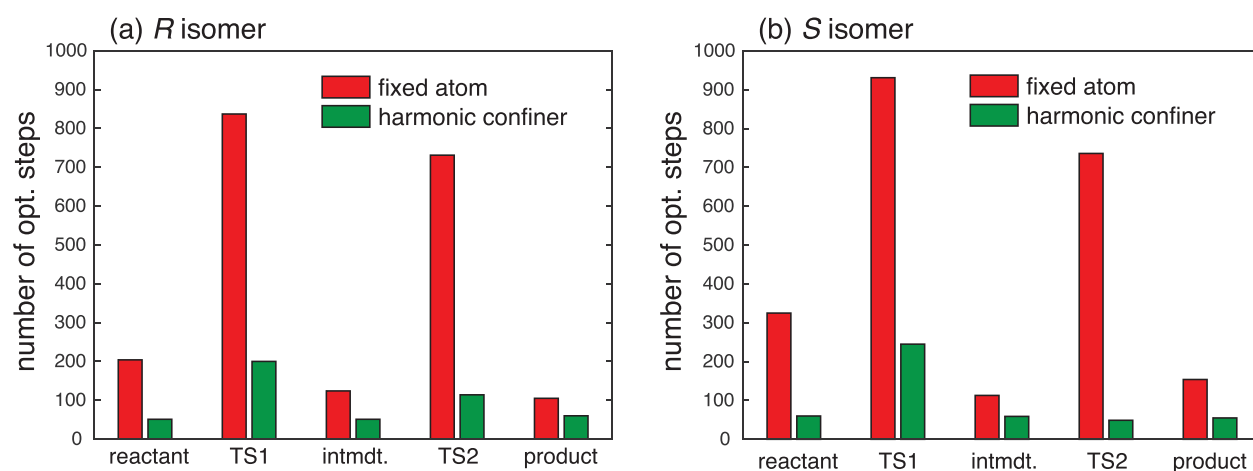 (a) R isomer
number of opt. steps
1000
900
800
700
600
500
400
300
200
100
0
fixed atom
harmonic confiner
reactant TS1 intmdt. TS2 product
(b) S isomer
number of opt. steps
1000
900
800
700
600
500
400
300
200
100
0
fixed atom
harmonic confiner
reactant TS1 intmdt. TS2 product